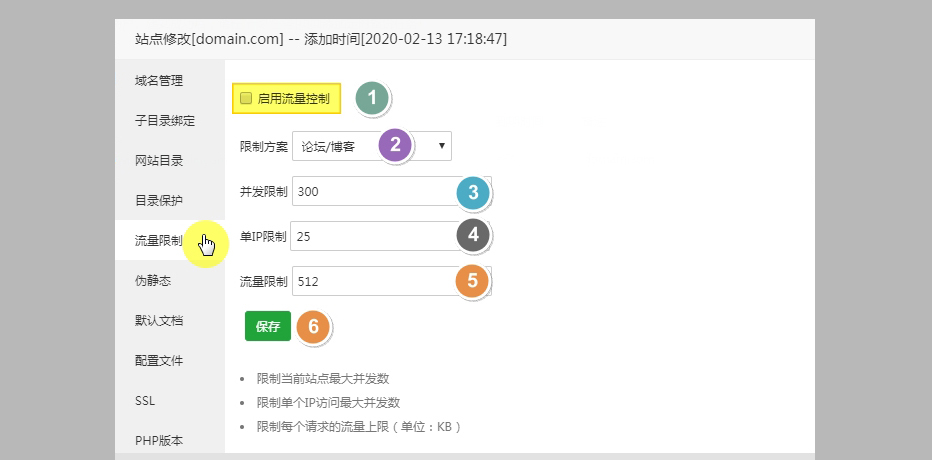 站点修改[domain.com] -- 添加时间[2020-02-13 17:18:47]
域名管理
子目录绑定
网站目录
目录保护
流量限制
伪静态
默认文档
配置文件
SSL
PHP版本
启用流量控制 1
限制方案 论坛/博客 2
并发限制 300 3
单IP限制 25 4
流量限制 512 5
保存 6
限制当前站点最大并发数
限制单个IP访问最大并发数
限制每个请求的流量上限（单位：KB）